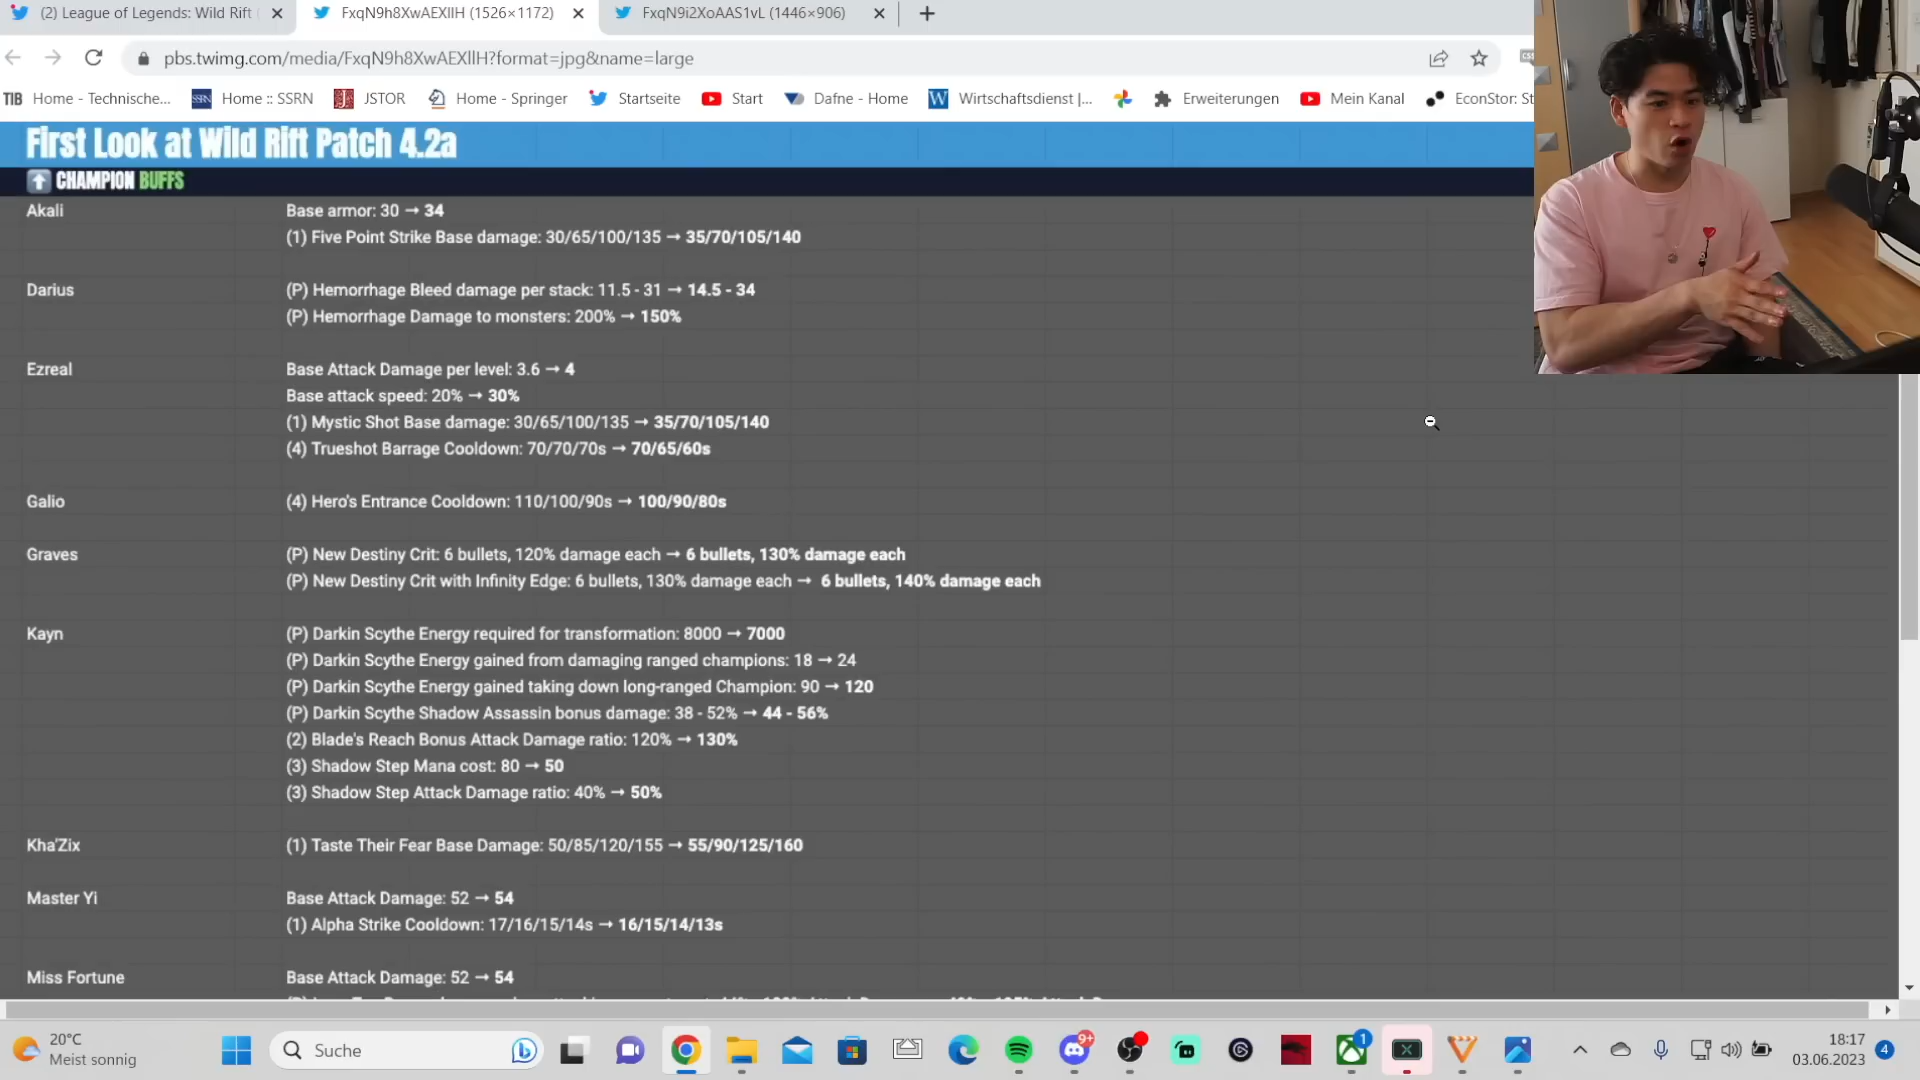 (2) League of Legends: Wild Rift
FxqN9h8XwAEXllH (1526×1172)
FxqN9i2XoAAS1vL (1446×906)
pbs.twimg.com/media/FxqN9h8XwAEXllH?format=jpg&name=large
TIB Home - Technische...
SSRN Home :: SSRN
JSTOR
Home - Springer
Startseite
Start
Dafne - Home
W Wirtschaftsdienst |...
Erweiterungen
Mein Kanal
EconStor: St
First Look at Wild Rift Patch 4.2a
CHAMPION BUFFS
Akali Base armor: 30 → 34
(1) Five Point Strike Base damage: 30/65/100/135 → 35/70/105/140
Darius (P) Hemorrhage Bleed damage per stack: 11.5 - 31 → 14.5 - 34
(P) Hemorrhage Damage to monsters: 200% → 150%
Ezreal Base Attack Damage per level: 3.6 → 4
Base attack speed: 20% → 30%
(1) Mystic Shot Base damage: 30/65/100/135 → 35/70/105/140
(4) Trueshot Barrage Cooldown: 70/70/70s → 70/65/60s
Galio (4) Hero's Entrance Cooldown: 110/100/90s → 100/90/80s
Graves (P) New Destiny Crit: 6 bullets, 120% damage each → 6 bullets, 130% damage each
(P) New Destiny Crit with Infinity Edge: 6 bullets, 130% damage each → 6 bullets, 140% damage each
Kayn (P) Darkin Scythe Energy required for transformation: 8000 → 7000
(P) Darkin Scythe Energy gained from damaging ranged champions: 18 → 24
(P) Darkin Scythe Energy gained taking down long-ranged Champion: 90 → 120
(P) Darkin Scythe Shadow Assassin bonus damage: 38 - 52% → 44 - 56%
(2) Blade's Reach Bonus Attack Damage ratio: 120% → 130%
(3) Shadow Step Mana cost: 80 → 50
(3) Shadow Step Attack Damage ratio: 40% → 50%
Kha'Zix (1) Taste Their Fear Base Damage: 50/85/120/155 → 55/90/125/160
Master Yi Base Attack Damage: 52 → 54
(1) Alpha Strike Cooldown: 17/16/15/14s → 16/15/14/13s
Miss Fortune Base Attack Damage: 52 → 54
20°C
Meist sonnig
Suche
9+
1
18:17
03.06.2023
4